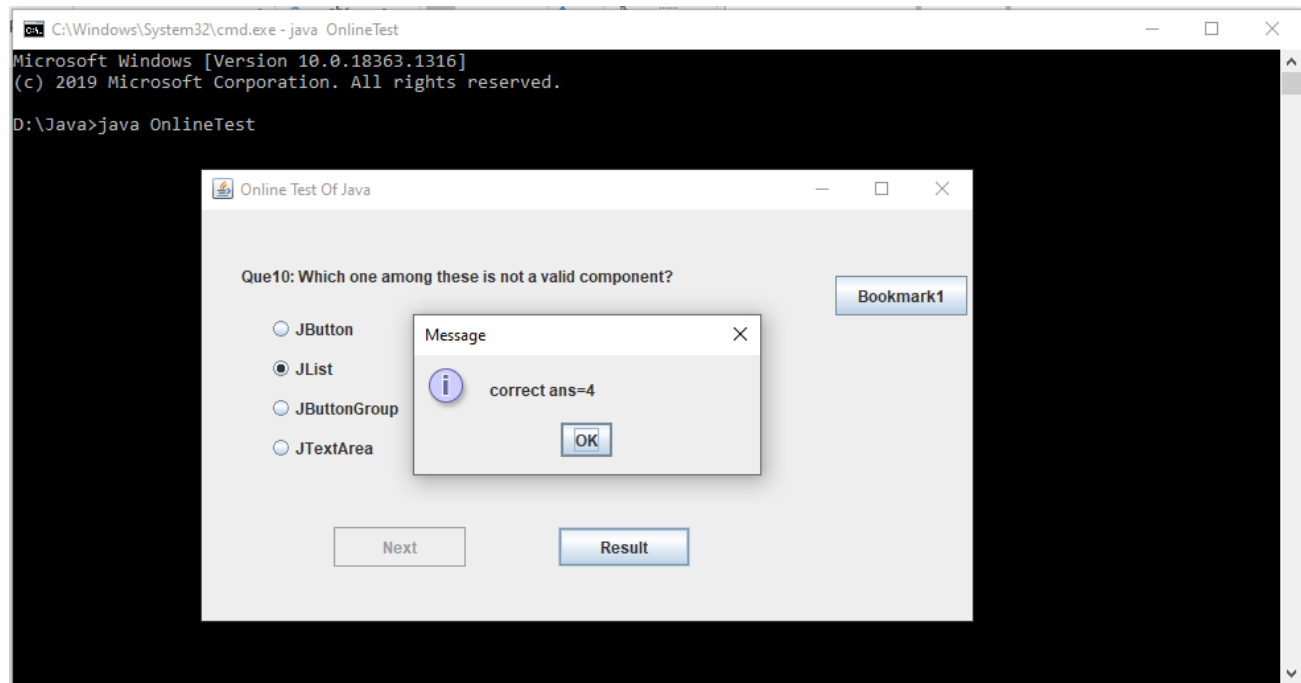 C:\Windows\System32\cmd.exe - java  OnlineTest
Microsoft Windows [Version 10.0.18363.1316]
(c) 2019 Microsoft Corporation. All rights reserved.
D:\Java>java OnlineTest
Online Test Of Java
Que10: Which one among these is not a valid component?
Bookmark1
JButton
Message
JList
correct ans=4
JButtonGroup
OK
JTextArea
Next
Result